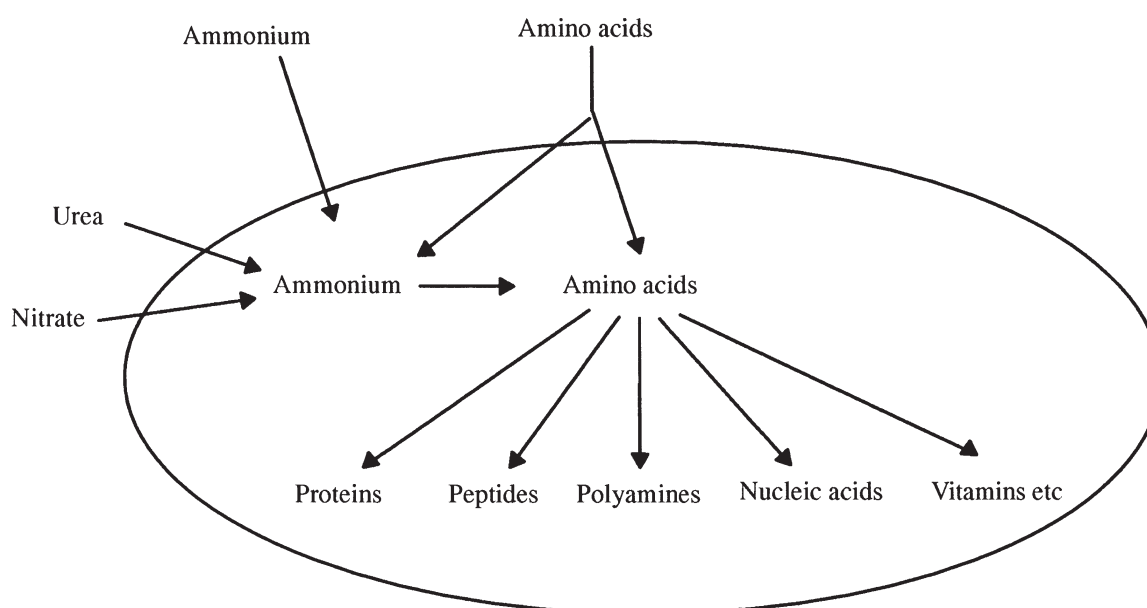 Ammonium
Amino acids
Urea
Nitrate
Ammonium
Amino acids
Proteins
Peptides
Polyamines
Nucleic acids
Vitamins etc